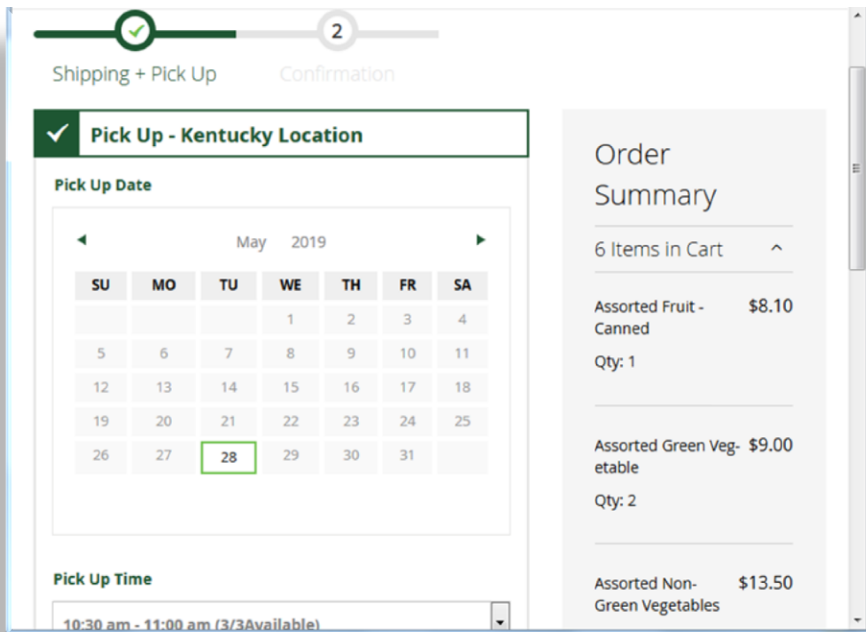 2
Shipping + Pick Up
Confirmation
Pick Up - Kentucky Location
Pick Up Date
May 2019
SU MO TU WE TH FR SA
1 2 3 4
5 6 7 8 9 10 11
12 13 14 15 16 17 18
19 20 21 22 23 24 25
26 27 28 29 30 31
Pick Up Time
10:30 am - 11:00 am (3/3Available)
Order
Summary
6 Items in Cart
Assorted Fruit - $8.10
Canned
Qty: 1
Assorted Green Veg- $9.00
etable
Qty: 2
Assorted Non- $13.50
Green Vegetables